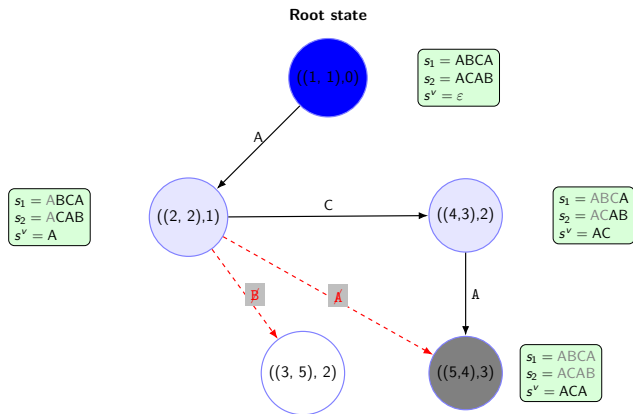 Root state
((1, 1),0)
s₁ = ABCA
s₂ = ACAB
sᵛ = ε
A
s₁ = ABCA
s₂ = ACAB
sᵛ = A
((2, 2),1)
C
((4,3),2)
s₁ = ABCA
s₂ = ACAB
sᵛ = AC
B
A
A
((3, 5), 2)
((5,4),3)
s₁ = ABCA
s₂ = ACAB
sᵛ = ACA